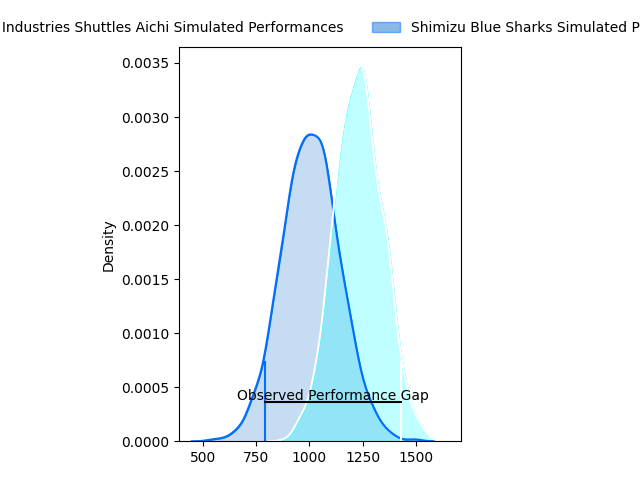 Industries Shuttles Aichi Simulated Performances
Shimizu Blue Sharks Simulated P
0.0035
0.0030
0.0025
0.0020
0.0015
0.0010
0.0005
0.0000
Density
Observed Performance Gap
500 750 1000 1250 1500